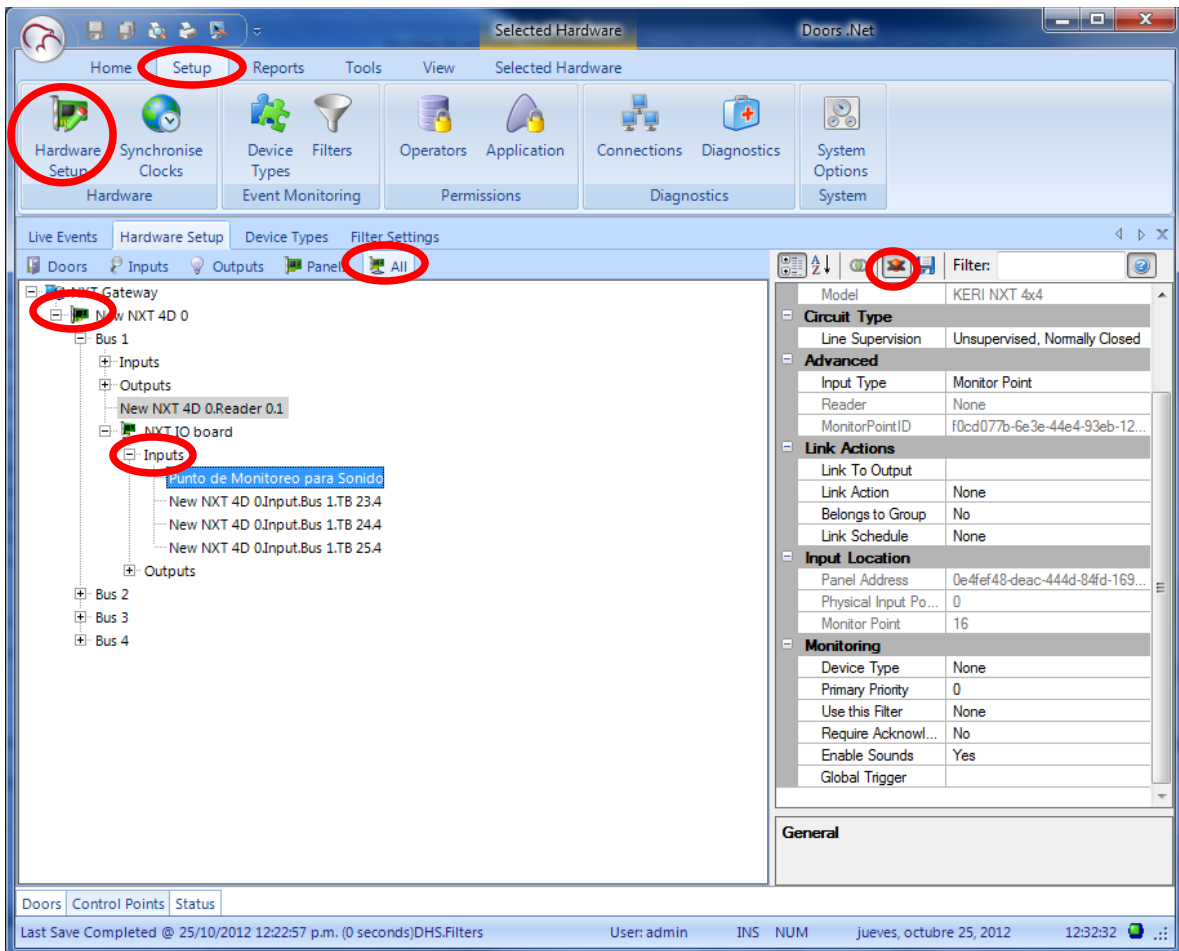 Selected Hardware
Doors .Net
Home Setup Reports Tools View Selected Hardware
Hardware Setup
Synchronise Clocks
Device Types
Filters
Operators
Application
Connections
Diagnostics
System Options
Hardware
Event Monitoring
Permissions
Diagnostics
System
Live Events Hardware Setup Device Types Filter Settings
Doors Inputs Outputs Panel All
NXT Gateway
New NXT 4D 0
Bus 1
Inputs
Outputs
New NXT 4D 0.Reader 0.1
NXT IO board
Inputs
Punto de Monitoreo para Sonido
New NXT 4D 0.Input.Bus 1.TB 23.4
New NXT 4D 0.Input.Bus 1.TB 24.4
New NXT 4D 0.Input.Bus 1.TB 25.4
Outputs
Bus 2
Bus 3
Bus 4
Filter:
Model KERI NXT 4x4
Circuit Type
Line Supervision Unsupervised, Normally Closed
Advanced
Input Type Monitor Point
Reader None
MonitorPointID f0cd077b-6e3e-44e4-93eb-12...
Link Actions
Link To Output
Link Action None
Belongs to Group No
Link Schedule None
Input Location
Panel Address 0e4fef48-deac-444d-84fd-169...
Physical Input Po... 0
Monitor Point 16
Monitoring
Device Type None
Primary Priority 0
Use this Filter None
Require Acknowl... No
Enable Sounds Yes
Global Trigger
General
Doors Control Points Status
Last Save Completed @ 25/10/2012 12:22:57 p.m. (0 seconds)DHS.Filters User: admin INS NUM jueves, octubre 25, 2012 12:32:32